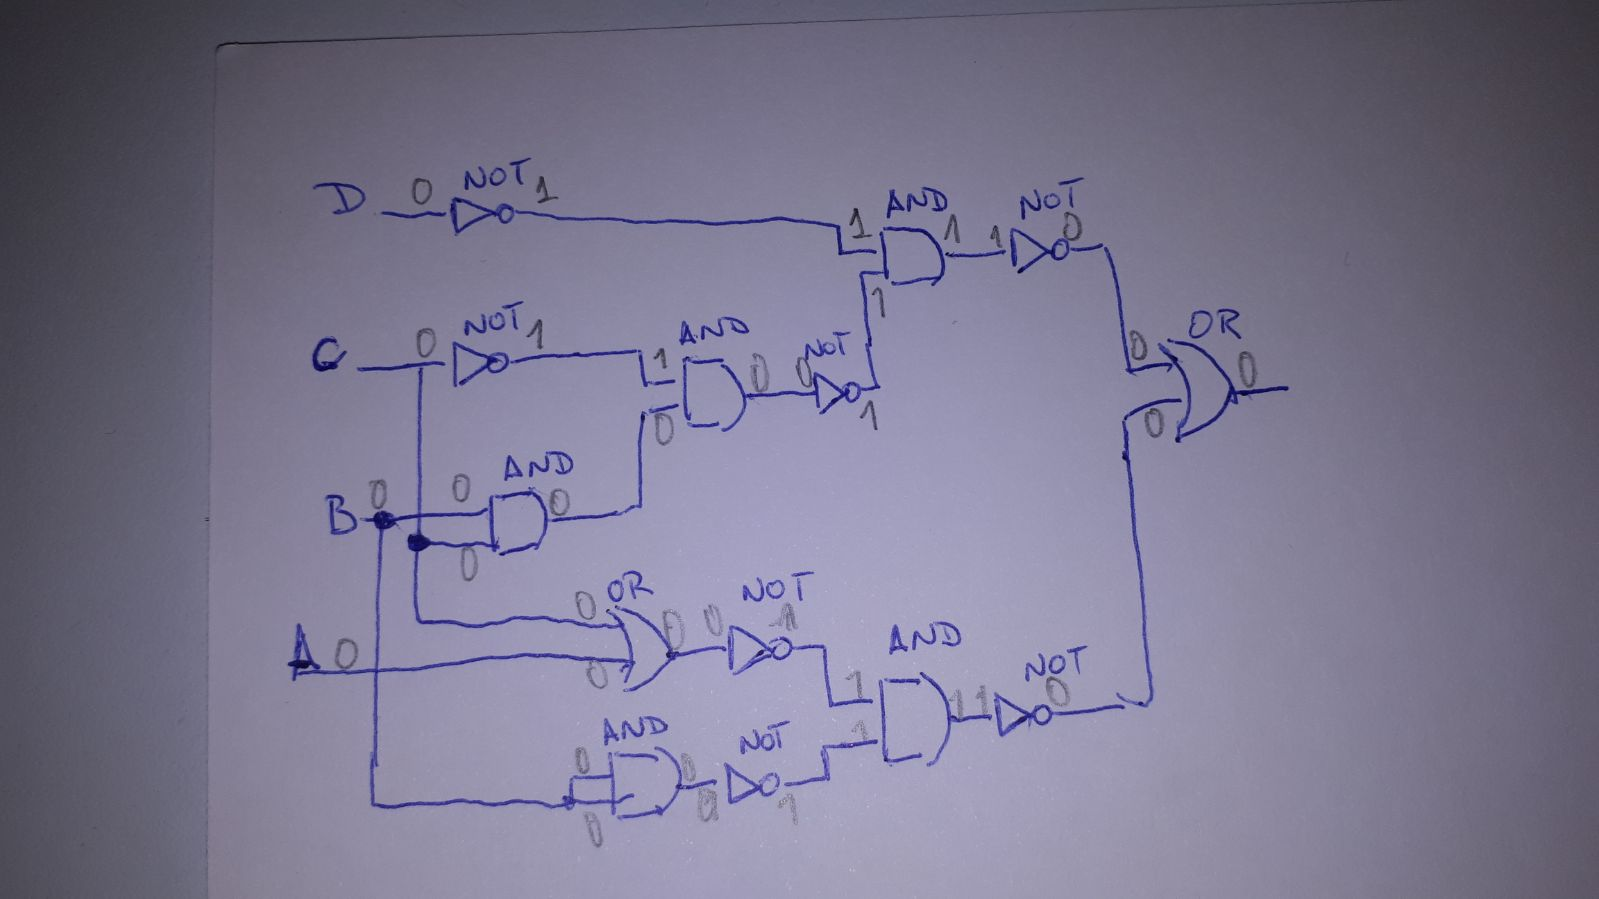 D 0 NOT 1 1 AND 1 1 NOT 0
1
C 0 NOT 1 1 AND 0 0 NOT 1
0
0 OR 0
0
B 0 0 AND 0
0
A 0 0 OR 0 0 NOT 1
0
1 AND 1 1 NOT 0
1
0 AND 0 0 NOT 1
0